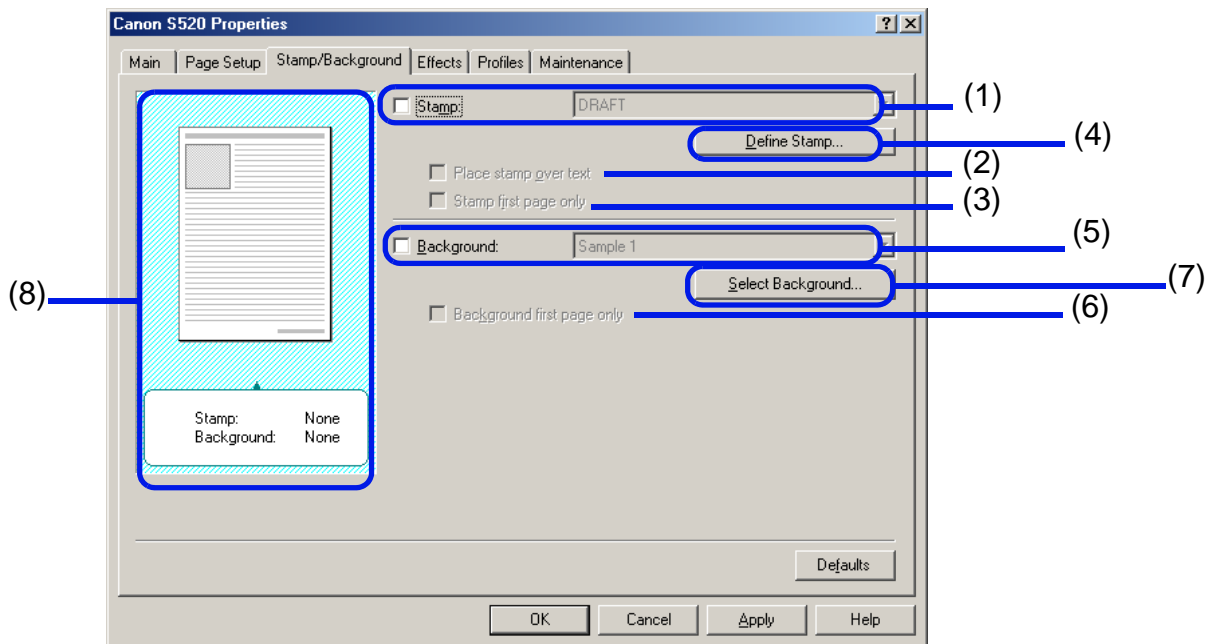 Canon S520 Properties
Main Page Setup Stamp/Background Effects Profiles Maintenance
Stamp: DRAFT (1)
Define Stamp... (4)
Place stamp over text (2)
Stamp first page only (3)
Background: Sample 1 (5)
Select Background... (7)
(8)
Background first page only (6)
Stamp: None
Background: None
Defaults
OK Cancel Apply Help